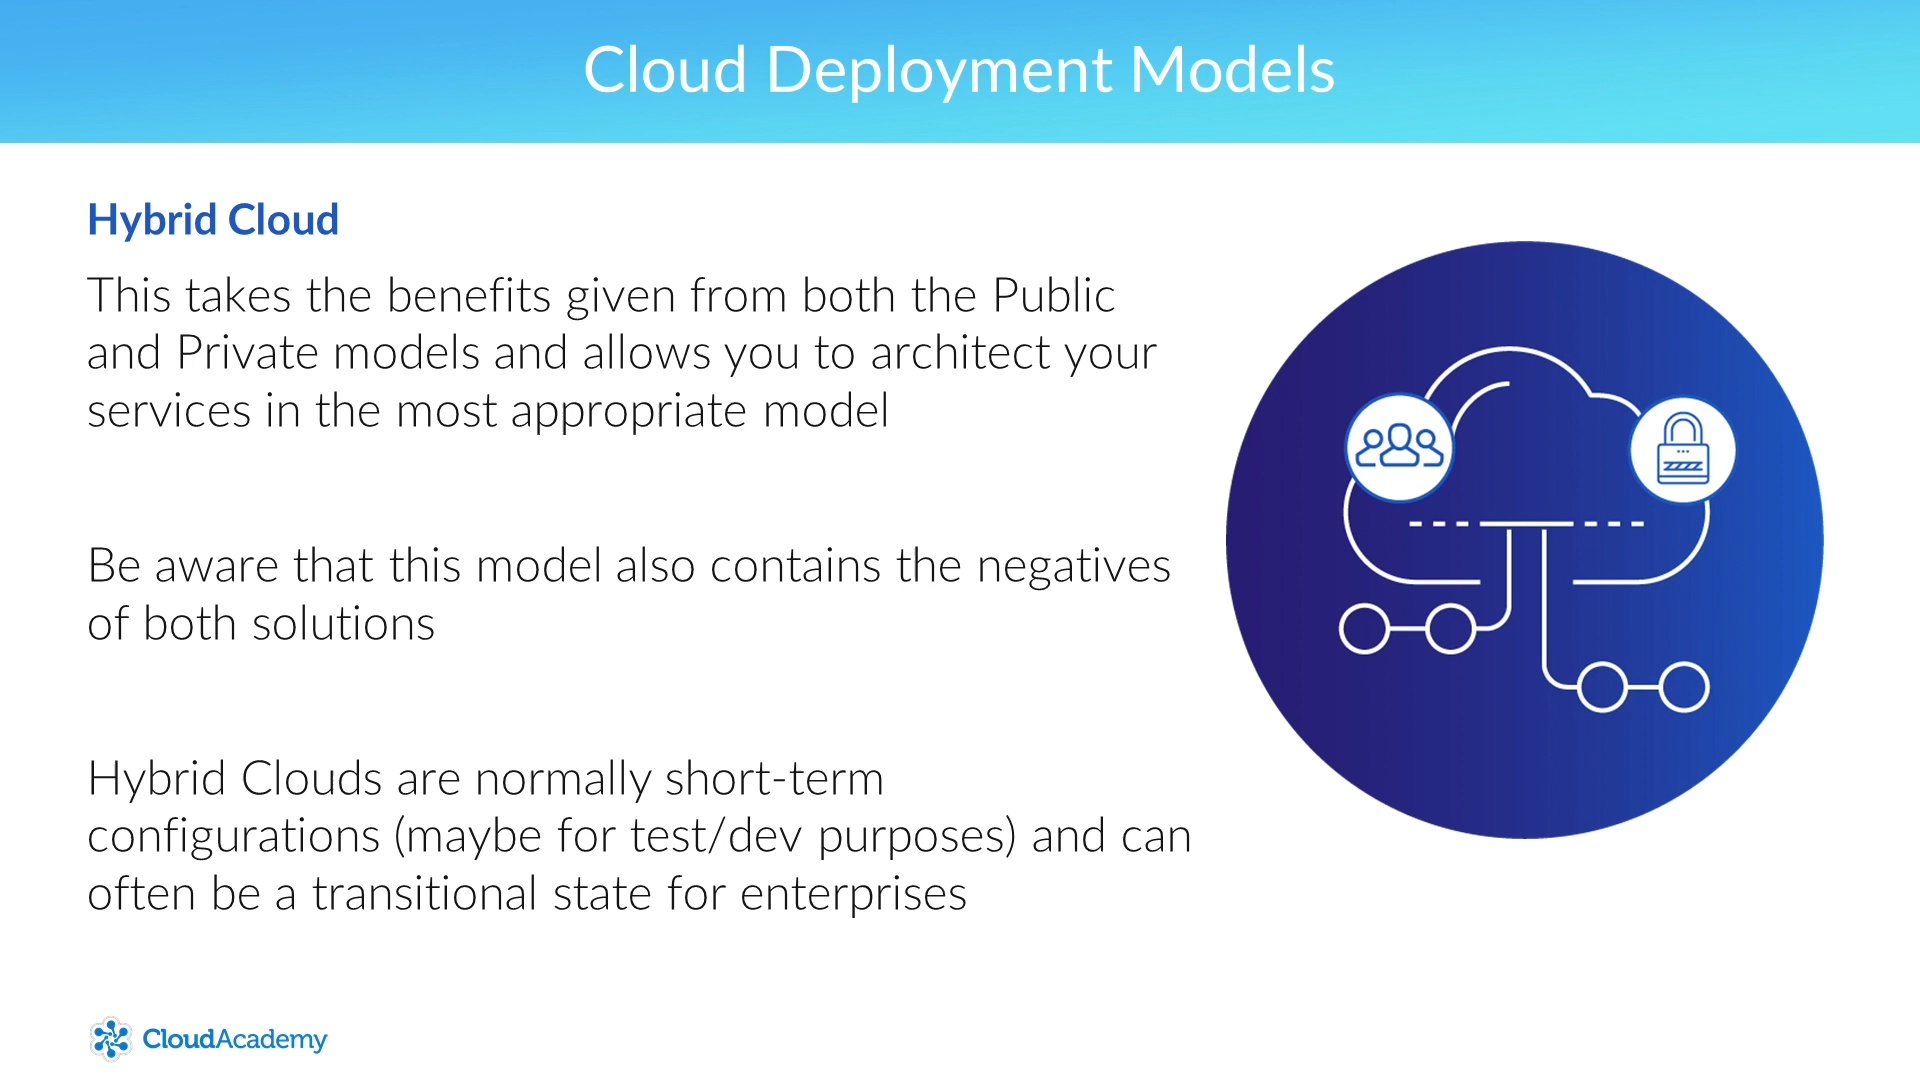 Cloud Deployment Models
Hybrid Cloud
This takes the benefits given from both the Public
and Private models and allows you to architect your
services in the most appropriate model
Be aware that this model also contains the negatives
of both solutions
Hybrid Clouds are normally short-term
configurations (maybe for test/dev purposes) and can
often be a transitional state for enterprises
CloudAcademy